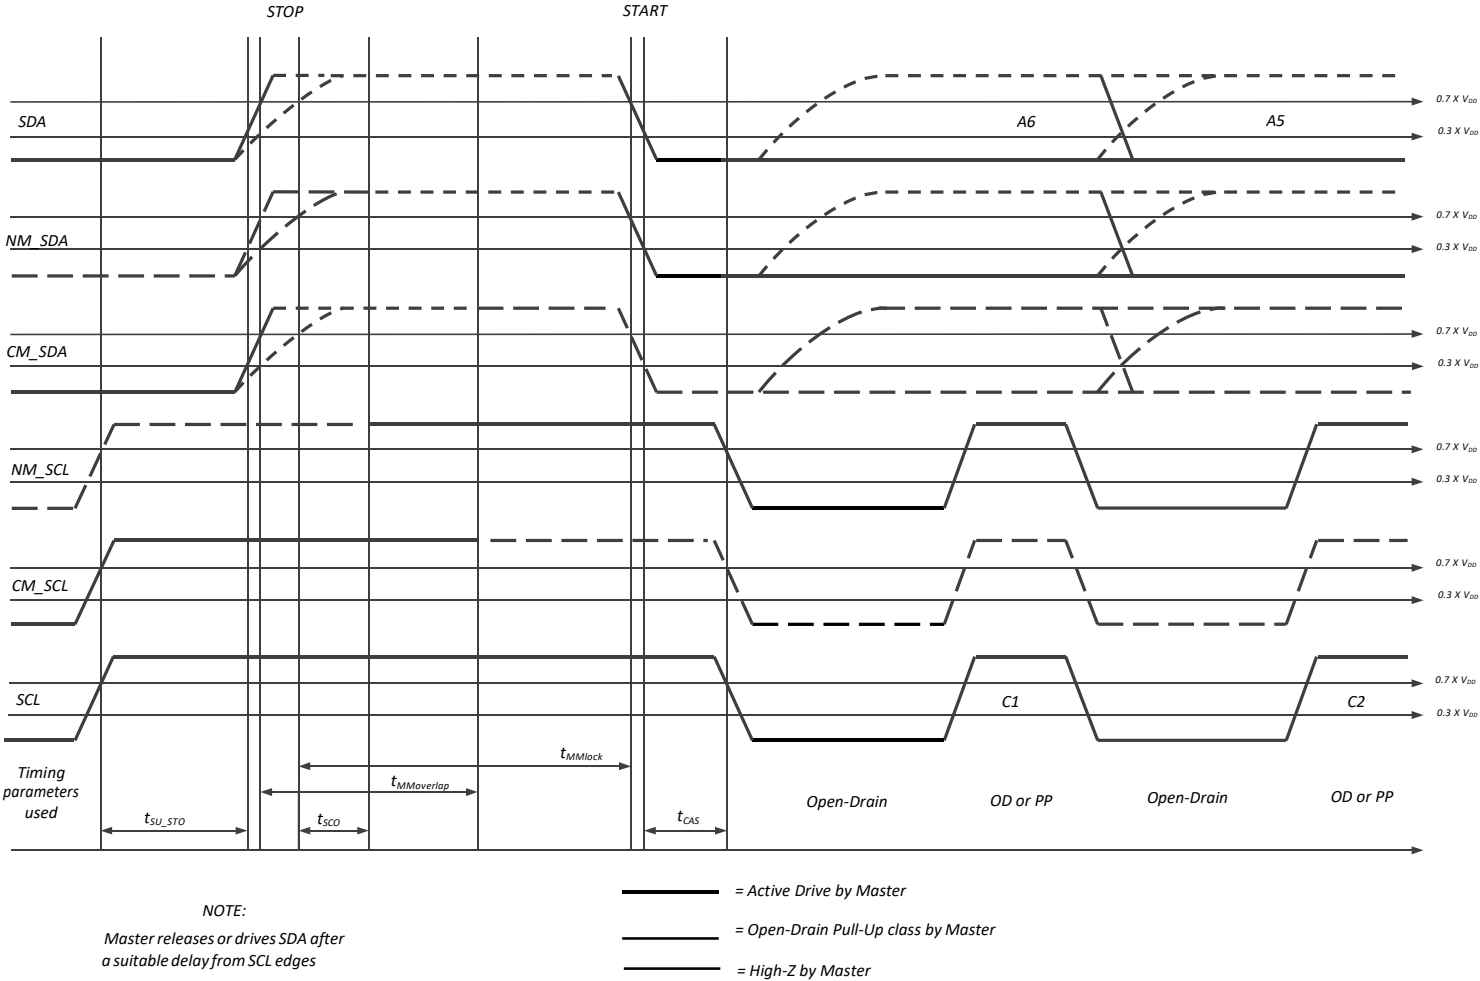 STOP
START
SDA
A6
A5
0.7 X VDD
0.3 X VDD
NM_SDA
0.7 X VDD
0.3 X VDD
CM_SDA
0.7 X VDD
0.3 X VDD
NM_SCL
0.7 X VDD
0.3 X VDD
CM_SCL
0.7 X VDD
0.3 X VDD
SCL
C1
C2
0.7 X VDD
0.3 X VDD
Timing
parameters
used
tMMlock
tMMoverlap
tSU_STO
tSCO
tCAS
Open-Drain
OD or PP
Open-Drain
OD or PP
NOTE:
Master releases or drives SDA after
a suitable delay from SCL edges
= Active Drive by Master
= Open-Drain Pull-Up class by Master
= High-Z by Master